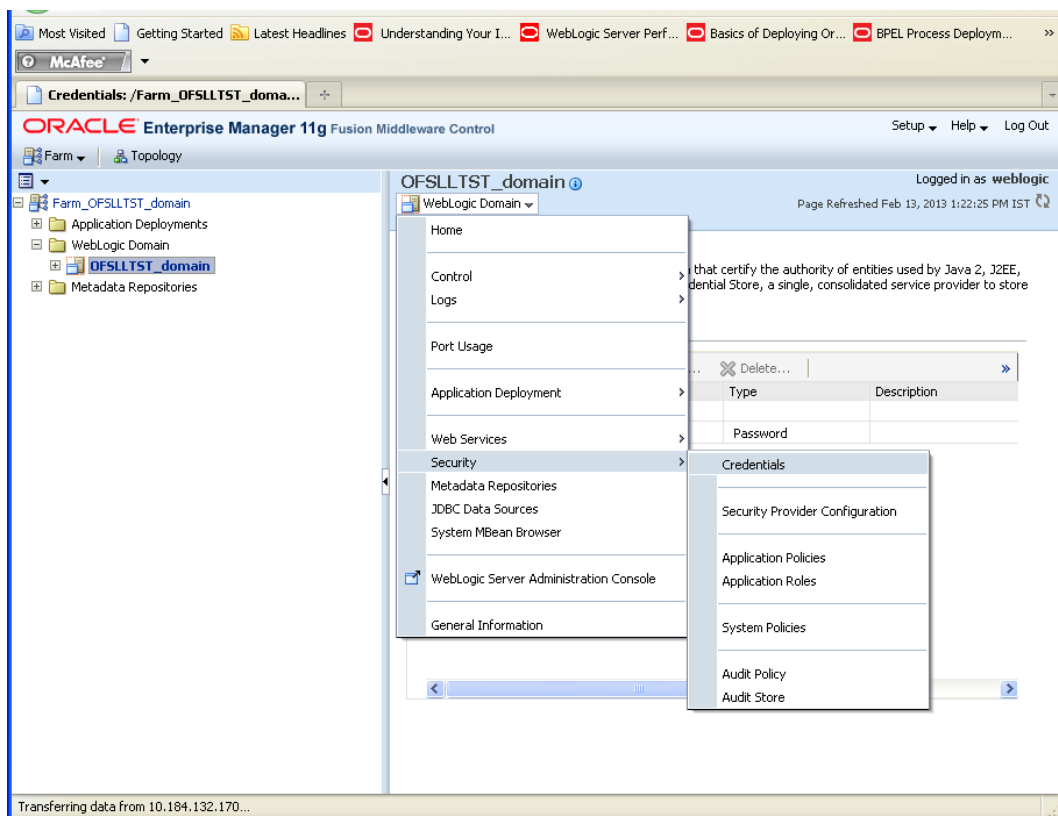 Most Visited Getting Started Latest Headlines Understanding Your I... WebLogic Server Perf... Basics of Deploying Or... BPEL Process Deploym... »
McAfee
Credentials: /Farm_OFSLLTST_doma...
ORACLE Enterprise Manager 11g Fusion Middleware Control Setup Help Log Out
Farm Topology
Farm_OFSLLTST_domain
Application Deployments
WebLogic Domain
OFSLLTST_domain
Metadata Repositories
OFSLLTST_domain Logged in as weblogic
WebLogic Domain Page Refreshed Feb 13, 2013 1:22:25 PM IST
that certify the authority of entities used by Java 2, J2EE,
dential Store, a single, consolidated service provider to store
... Delete... »
Type Description
Password
Home
Control
Logs
Port Usage
Application Deployment
Web Services
Security
Metadata Repositories
JDBC Data Sources
System MBean Browser
WebLogic Server Administration Console
General Information
Credentials
Security Provider Configuration
Application Policies
Application Roles
System Policies
Audit Policy
Audit Store
Transferring data from 10.184.132.170...